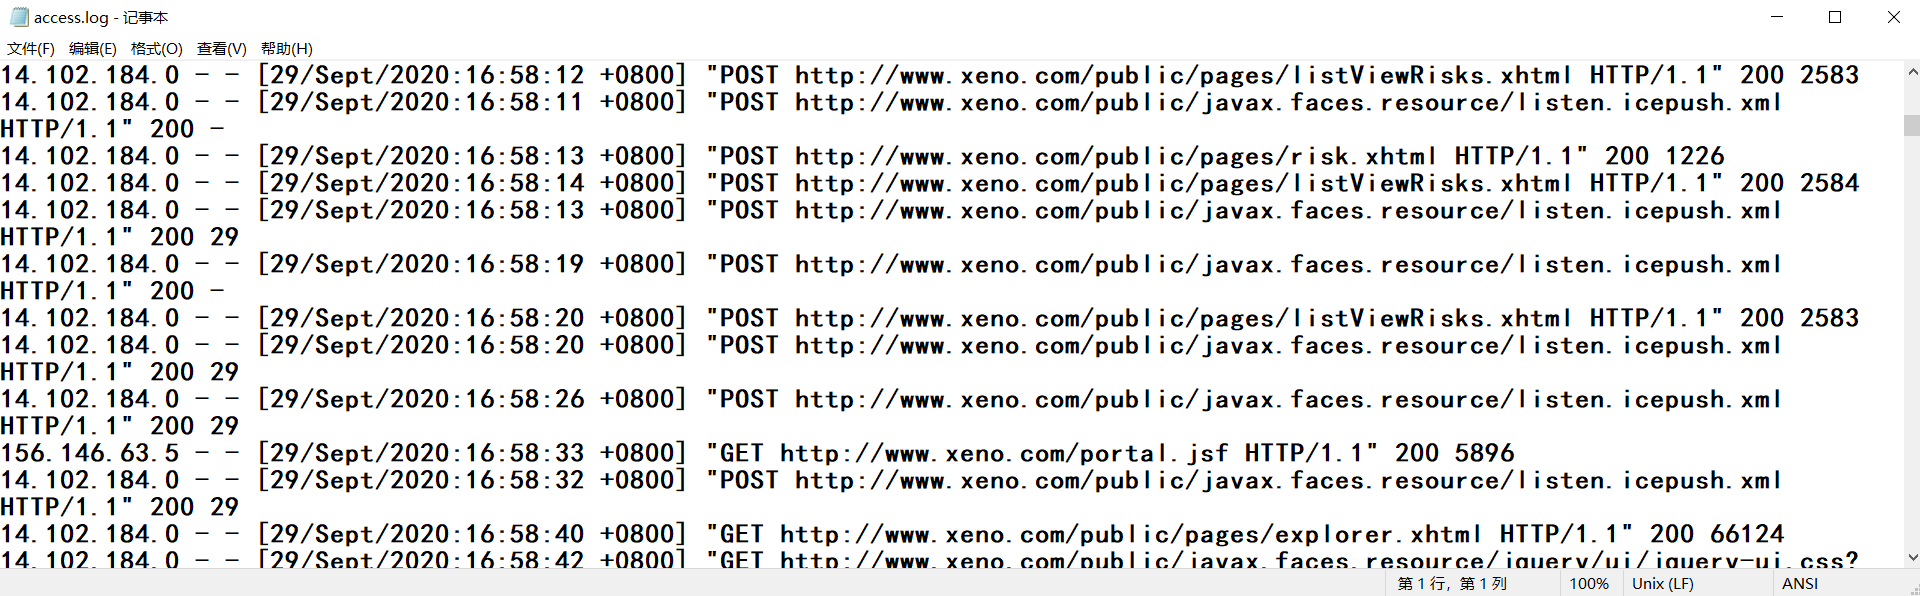 access.log - 记事本
文件(F) 编辑(E) 格式(O) 查看(V) 帮助(H)
14.102.184.0 - - [29/Sept/2020:16:58:12 +0800] "POST http://www.xeno.com/public/pages/listViewRisks.xhtml HTTP/1.1" 200 2583
14.102.184.0 - - [29/Sept/2020:16:58:11 +0800] "POST http://www.xeno.com/public/javax.faces.resource/listen.icepush.xml
HTTP/1.1" 200 -
14.102.184.0 - - [29/Sept/2020:16:58:13 +0800] "POST http://www.xeno.com/public/pages/risk.xhtml HTTP/1.1" 200 1226
14.102.184.0 - - [29/Sept/2020:16:58:14 +0800] "POST http://www.xeno.com/public/pages/listViewRisks.xhtml HTTP/1.1" 200 2584
14.102.184.0 - - [29/Sept/2020:16:58:13 +0800] "POST http://www.xeno.com/public/javax.faces.resource/listen.icepush.xml
HTTP/1.1" 200 29
14.102.184.0 - - [29/Sept/2020:16:58:19 +0800] "POST http://www.xeno.com/public/javax.faces.resource/listen.icepush.xml
HTTP/1.1" 200 -
14.102.184.0 - - [29/Sept/2020:16:58:20 +0800] "POST http://www.xeno.com/public/pages/listViewRisks.xhtml HTTP/1.1" 200 2583
14.102.184.0 - - [29/Sept/2020:16:58:20 +0800] "POST http://www.xeno.com/public/javax.faces.resource/listen.icepush.xml
HTTP/1.1" 200 29
14.102.184.0 - - [29/Sept/2020:16:58:26 +0800] "POST http://www.xeno.com/public/javax.faces.resource/listen.icepush.xml
HTTP/1.1" 200 29
156.146.63.5 - - [29/Sept/2020:16:58:33 +0800] "GET http://www.xeno.com/portal.jsf HTTP/1.1" 200 5896
14.102.184.0 - - [29/Sept/2020:16:58:32 +0800] "POST http://www.xeno.com/public/javax.faces.resource/listen.icepush.xml
HTTP/1.1" 200 29
14.102.184.0 - - [29/Sept/2020:16:58:40 +0800] "GET http://www.xeno.com/public/pages/explorer.xhtml HTTP/1.1" 200 66124
14.102.184.0 - - [29/Sept/2020:16:58:42 +0800] "GET http://www.xeno.com/public/javax.faces.resource/jquery/ui/jquery-ui.css?
第 1 行，第 1 列 100% Unix (LF) ANSI